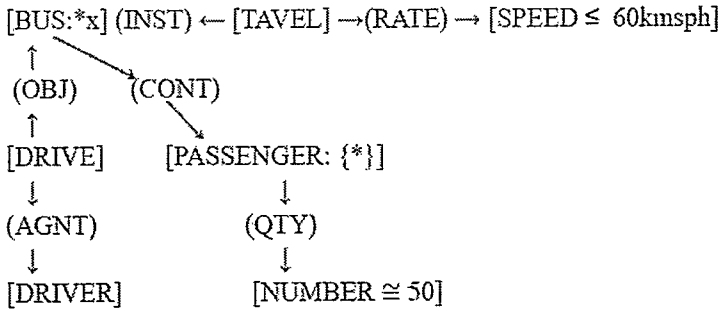 [BUS:*x] (INST) ← [TAVEL] →(RATE) → [SPEED ≤ 60kmsph]
↑
(OBJ) (CONT)
↑
[DRIVE] [PASSENGER: {*}]
↓ ↓
(AGNT) (QTY)
↓ ↓
[DRIVER] [NUMBER ≅ 50]